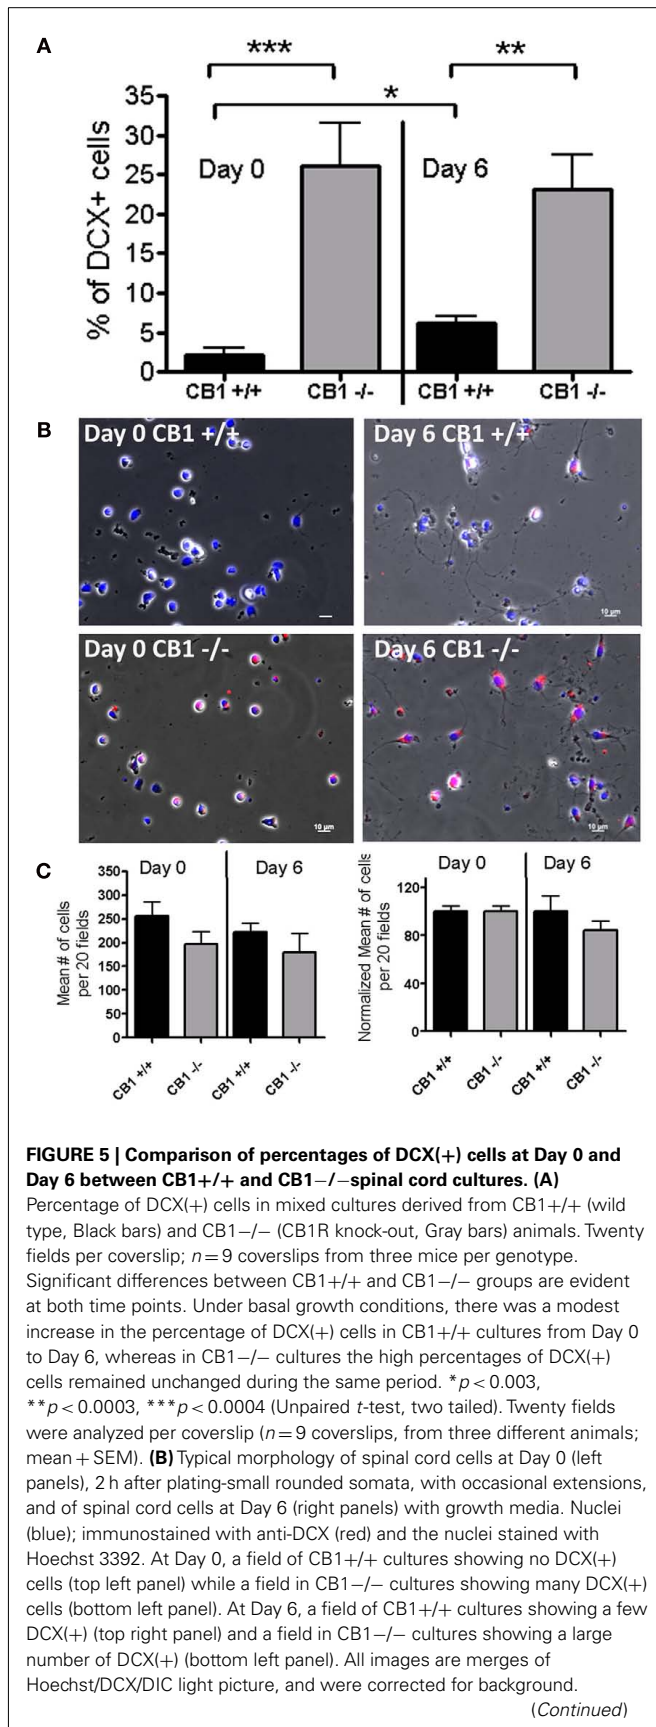 A
***
**
*
35
30
25
20
15
10
5
0
% of DCX+ cells
Day 0
Day 6
CB1 +/+
CB1 -/-
CB1 +/+
CB1 -/-
B
Day 0 CB1 +/+
Day 6 CB1 +/+
10 µm
Day 0 CB1 -/-
Day 6 CB1 -/-
10 µm
10 µm
C
350
300
250
200
150
100
50
0
Mean # of cells
per 20 fields
Day 0
Day 6
CB1 +/+
CB1 -/-
CB1 +/+
CB1 -/-
120
80
40
0
Normalized Mean # of cells
per 20 fields
Day 0
Day 6
CB1 +/+
CB1 -/-
CB1 +/+
CB1 -/-
FIGURE 5 | Comparison of percentages of DCX(+) cells at Day 0 and
Day 6 between CB1+/+ and CB1−/−spinal cord cultures. (A)
Percentage of DCX(+) cells in mixed cultures derived from CB1+/+ (wild
type, Black bars) and CB1−/− (CB1R knock-out, Gray bars) animals. Twenty
fields per coverslip; n = 9 coverslips from three mice per genotype.
Significant differences between CB1+/+ and CB1−/− groups are evident
at both time points. Under basal growth conditions, there was a modest
increase in the percentage of DCX(+) cells in CB1+/+ cultures from Day 0
to Day 6, whereas in CB1−/− cultures the high percentages of DCX(+)
cells remained unchanged during the same period. *p < 0.003,
**p < 0.0003, ***p < 0.0004 (Unpaired t-test, two tailed). Twenty fields
were analyzed per coverslip (n = 9 coverslips, from three different animals;
mean + SEM). (B) Typical morphology of spinal cord cells at Day 0 (left
panels), 2 h after plating-small rounded somata, with occasional extensions,
and of spinal cord cells at Day 6 (right panels) with growth media. Nuclei
(blue); immunostained with anti-DCX (red) and the nuclei stained with
Hoechst 3392. At Day 0, a field of CB1+/+ cultures showing no DCX(+)
cells (top left panel) while a field in CB1−/− cultures showing many DCX(+)
cells (bottom left panel). At Day 6, a field of CB1+/+ cultures showing a few
DCX(+) (top right panel) and a field in CB1−/− cultures showing a large
number of DCX(+) (bottom left panel). All images are merges of
Hoechst/DCX/DIC light picture, and were corrected for background.
(Continued)